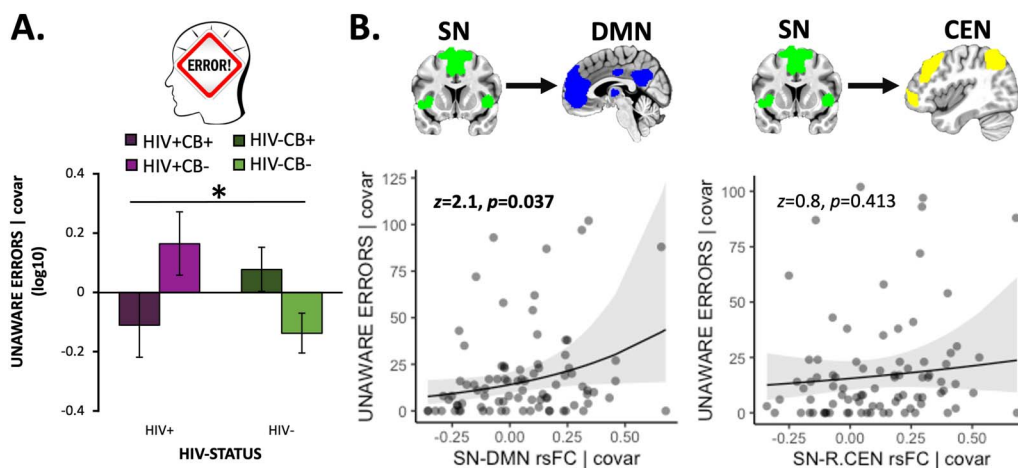 A.
ERROR!
HIV+CB+
HIV-CB+
HIV+CB-
HIV-CB-
UNAWARE ERRORS | covar
(log10)
0.4
0.2
0
-0.2
-0.4
*
HIV+
HIV-
HIV-STATUS
B.
SN
DMN
SN
CEN
UNAWARE ERRORS | covar
125
100
75
50
25
0
z=2.1, p=0.037
-0.25
0.00
0.25
0.50
SN-DMN rsFC | covar
UNAWARE ERRORS | covar
100
75
50
25
0
z=0.8, p=0.413
-0.25
0.00
0.25
0.50
SN-R.CEN rsFC | covar